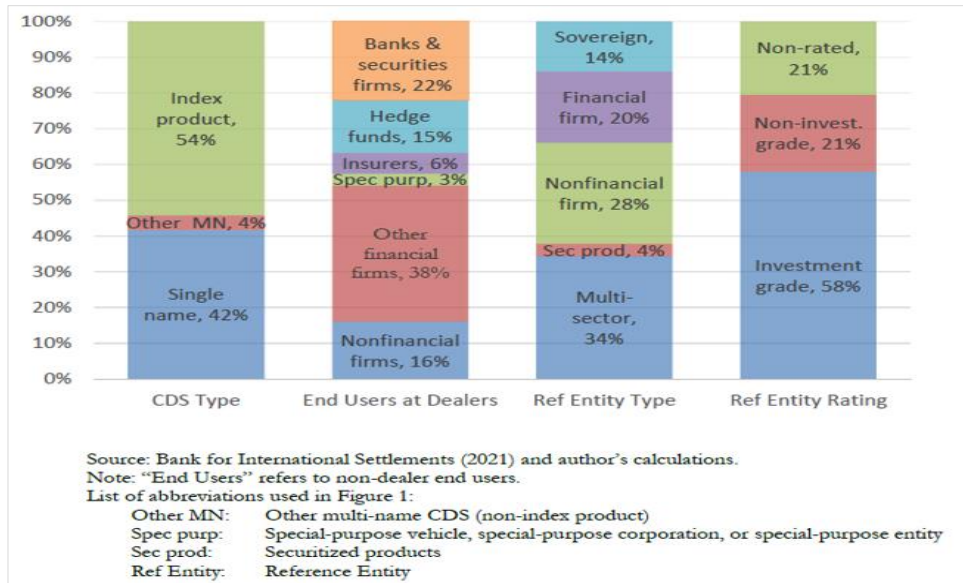 100%
90%
80%
70%
60%
50%
40%
30%
20%
10%
0%
Index
product,
54%
Other MN, 4%
Single
name, 42%
Banks &
securities
firms, 22%
Hedge
funds, 15%
Insurers, 6%
Spec purp, 3%
Other
financial
firms, 38%
Nonfinancial
firms, 16%
Sovereign,
14%
Financial
firm, 20%
Nonfinancial
firm, 28%
Sec prod, 4%
Multi-
sector,
34%
Non-rated,
21%
Non-invest.
grade, 21%
Investment
grade, 58%
CDS Type
End Users at Dealers
Ref Entity Type
Ref Entity Rating
Source: Bank for International Settlements (2021) and author’s calculations.
Note: “End Users” refers to non-dealer end users.
List of abbreviations used in Figure 1:
Other MN: Other multi-name CDS (non-index product)
Spec purp: Special-purpose vehicle, special-purpose corporation, or special-purpose entity
Sec prod: Securitized products
Ref Entity: Reference Entity